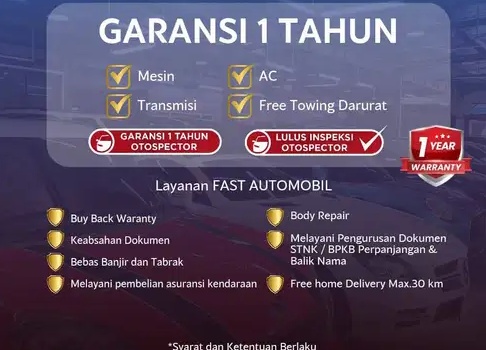 GARANSI 1 TAHUN
Mesin
AC
Transmisi
Free Towing Darurat
GARANSI 1 TAHUN
OTOSPECTOR
LULUS INSPEKSI
OTOSPECTOR
1 YEAR
WARRANTY
Layanan FAST AUTOMOBIL
Buy Back Waranty
Keabsahan Dokumen
Bebas Banjir dan Tabrak
Melayani pembelian asuransi kendaraan
Body Repair
Melayani Pengurusan Dokumen
STNK / BPKB Perpanjangan &
Balik Nama
Free home Delivery Max.30 km
*Syarat dan Ketentuan Berlaku